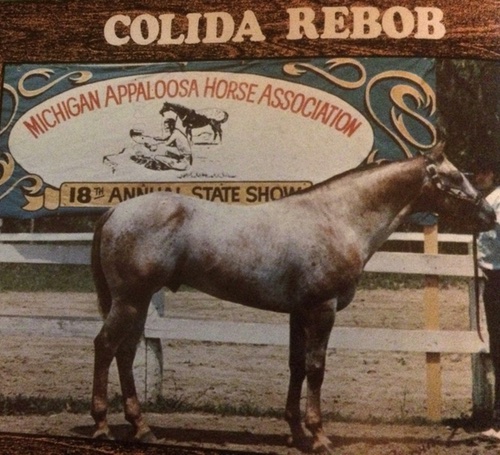 COLIDA REBOB
MICHIGAN APPALOOSA HORSE ASSOCIATION
18TH ANNUAL STATE SHOW